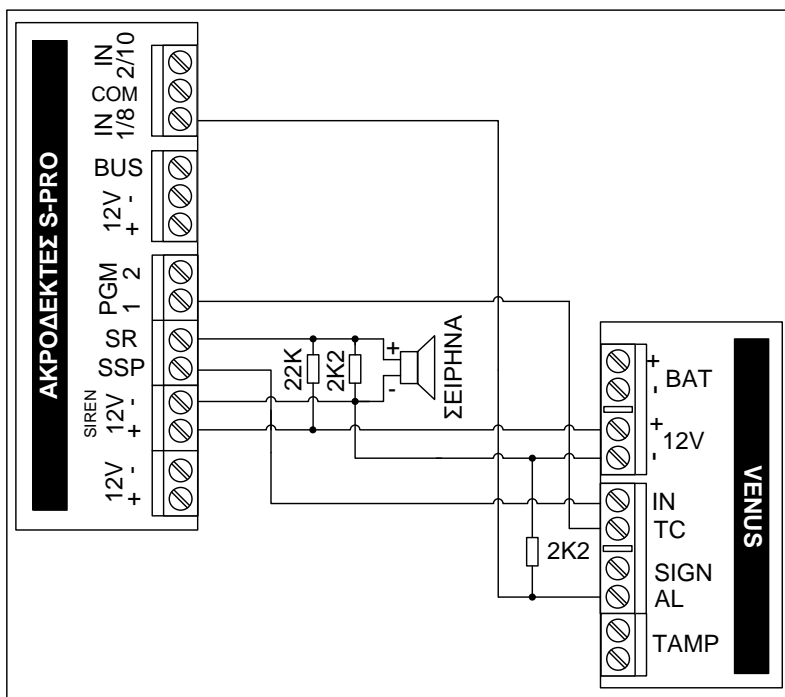 ΑΚΡΟΔΕΚΤΕΣ S-PRO
IN
2/10
COM
IN
1/8
BUS
12V
-
+
PGM
2
1
SR
SSP
SIREN
12V
-
+
12V
-
+
22K
2K2
+
-
ΣΕΙΡΗΝΑ
2K2
+
-
BAT
+
-
12V
IN
TC
SIGN
AL
TAMP
VENUS